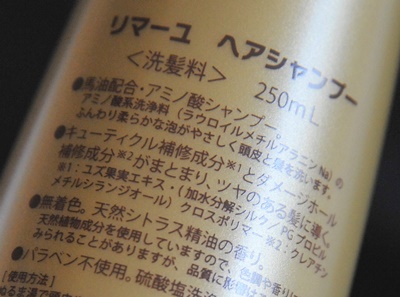 リマーユ ヘアシャンプー
<洗髪料> 250mL
●馬油配合・アミノ酸シャンプー。
アミノ酸系洗浄料(ラウロイルメチルアラニンNa)の
ふんわり柔らかな泡がやさしく頭皮と髪を洗います。
●キューティクル補修成分※1とダメージホール
補修成分※2がまとまり、ツヤのある髪に導く。
※1:ユズ果実エキス・(加水分解シルク/PGプロピル
メチルシランジオール)クロスポリマー※2:クレアチン
●無着色。天然シトラス精油の香り。
天然植物成分を使用していますので、色調や香りに
みられることがありますが、品質に影響は
●パラベン不使用。硫酸塩洗浄
[使用方法]